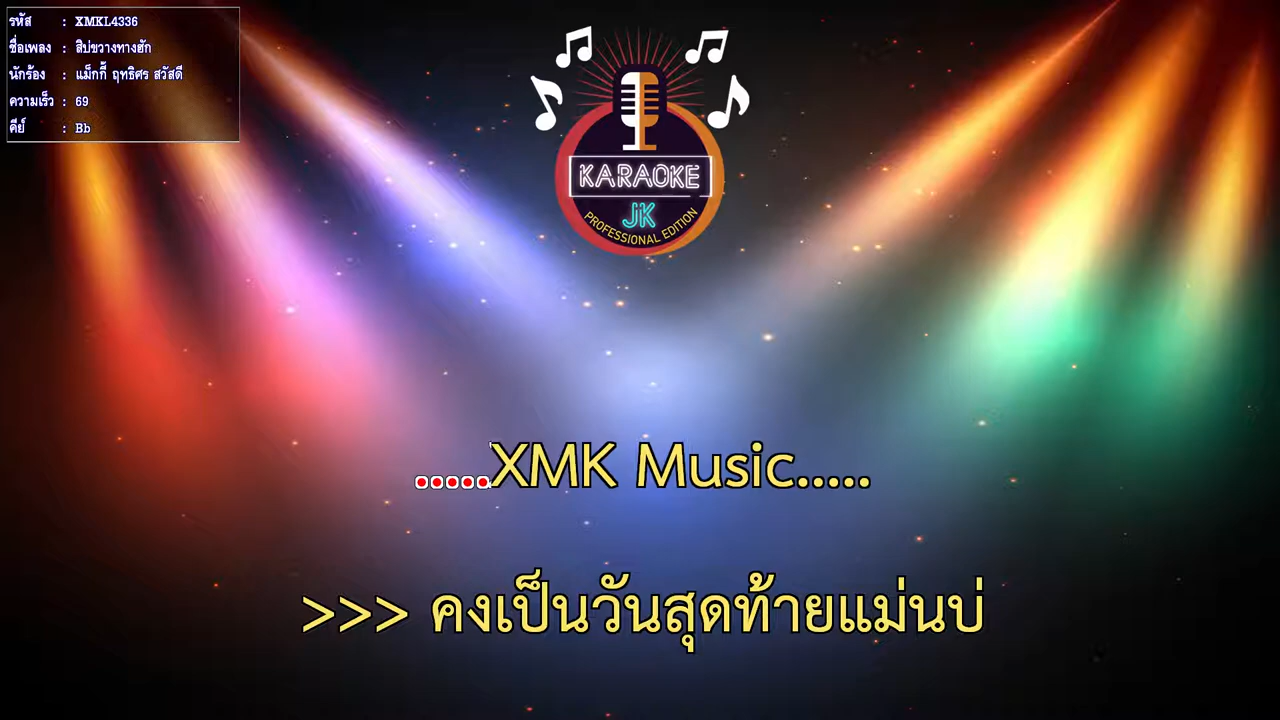 รหัส : XMKL4336
ชื่อเพลง : สิบ่ขวางทางฮัก
นักร้อง : แม็กกี้ ฤทธิศร สวัสดี
ความเร็ว : 69
คีย์ : Bb
KARAOKE
JK
PROFESSIONAL EDITION
.....XMK Music.....
>>> คงเป็นวันสุดท้ายแม่นบ่